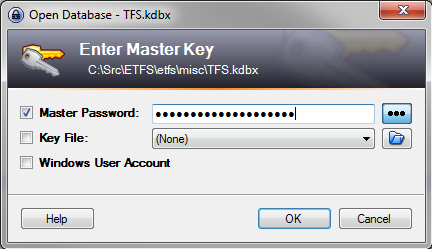 Open Database - TFS.kdbx
Enter Master Key
C:\Src\ETFS\etfs\misc\TFS.kdbx
Master Password: ●●●●●●●●●●●●●●●●●●●● ●●●
Key File: (None)
Windows User Account
Help OK Cancel